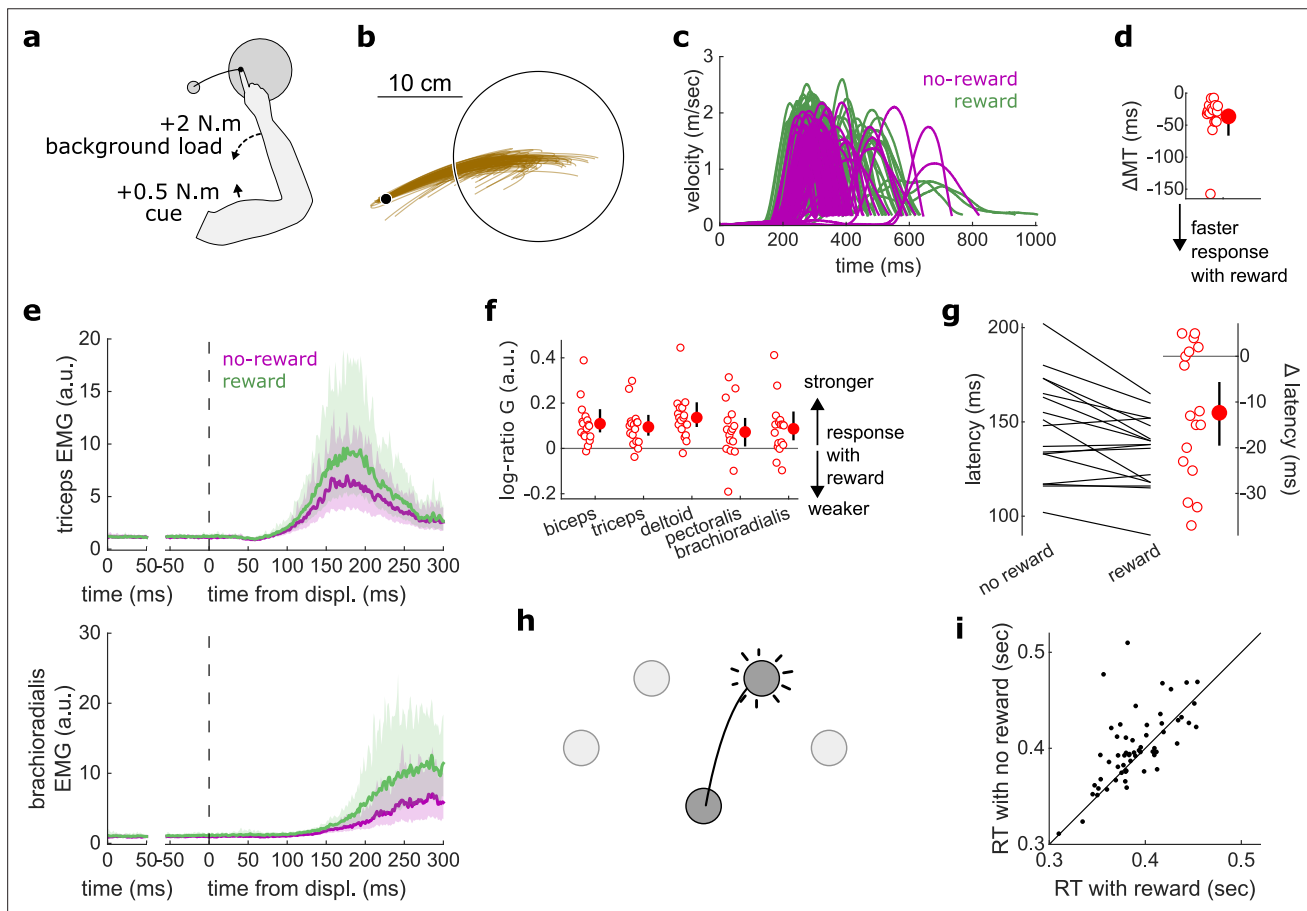 a
+2 N.m
background load
+0.5 N.m
cue
b
10 cm
c
velocity (m/sec)
3
2
1
0
no-reward
reward
0 200 400 600 800 1000
time (ms)
d
ΔMT (ms)
0
-50
-100
-150
faster
response
with reward
e
triceps EMG (a.u.)
20
15
10
5
0
no-reward
reward
0 50 -50 0 50 100 150 200 250 300
time (ms) time from displ. (ms)
brachioradialis
EMG (a.u.)
30
20
10
0
0 50 -50 0 50 100 150 200 250 300
time (ms) time from displ. (ms)
f
log-ratio G (a.u.)
0.4
0.2
0
-0.2
biceps
triceps
deltoid
pectoralis
brachioradialis
stronger
response
with
reward
weaker
g
latency (ms)
200
150
100
no reward
reward
0
-10
-20
-30
Δ latency (ms)
h
i
RT with no reward (sec)
0.5
0.4
0.3
0.3 0.4 0.5
RT with reward (sec)